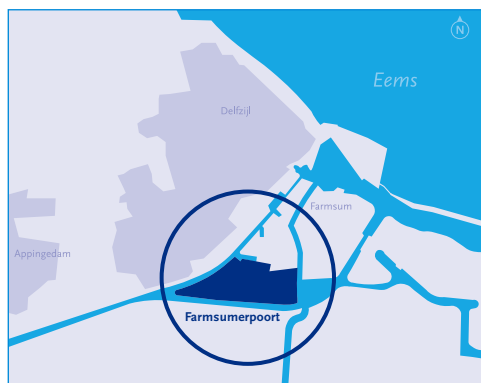 N
Eems
Delfzijl
Farmsum
Appingedam
Farmsumerpoort